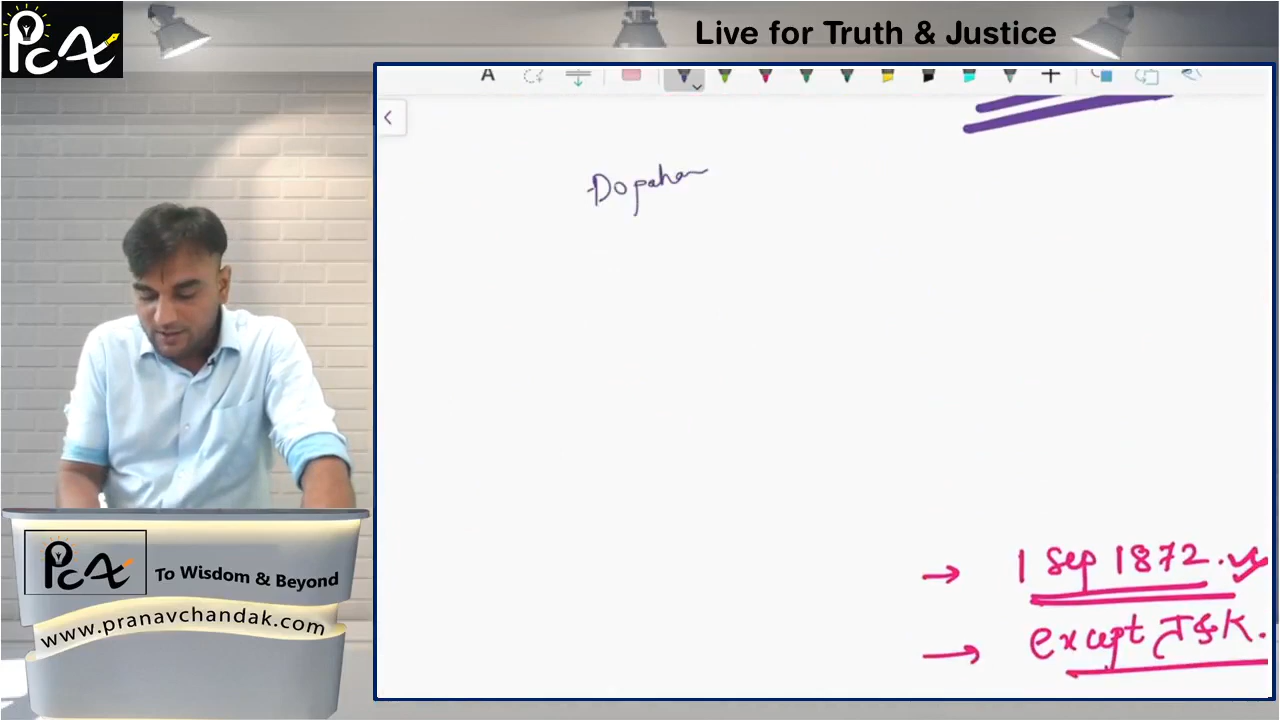 PCA
Live for Truth & Justice
A
Dopahar
→ 1 Sep 1872.
→ except J&K.
PCA To Wisdom & Beyond
www.pranavchandak.com